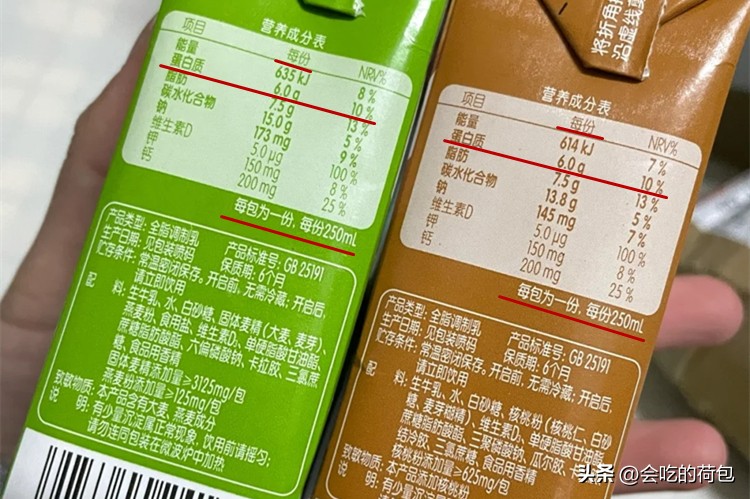 营养成分表
项目 每份 NRV%
能量 635 kJ 8%
蛋白质 6.0 g 10%
脂肪 7.5 g 13%
碳水化合物 15.0 g 5%
钠 173 mg 9%
维生素D 5.0 μg 100%
钾 150 mg 8%
钙 200 mg 25%
每包为一份, 每份250mL
产品类型: 全脂调制乳 产品标准号: GB 25191
生产日期: 见包装喷码 保质期: 6个月
贮存条件: 常温密闭保存。开启前, 无需冷藏; 开启后,
请立即饮用
配料: 生牛乳、水、白砂糖、固体麦精(大麦、麦芽)、
燕麦粉、食用盐、维生素D、单硬脂酸甘油酯、
蔗糖脂肪酸酯、六偏磷酸钠、卡拉胶、三氯蔗
糖、食品用香精
固体麦精添加量≥3125mg/包
燕麦粉添加量≥125mg/包
致敏物质: 本产品含有大麦、燕麦成分
说明: 有少量沉淀属正常现象, 饮用前请摇匀;
请勿连同包装在微波炉中加热
将折角
沿虚线
营养成分表
项目 每份 NRV%
能量 614 kJ 7%
蛋白质 6.0 g 10%
脂肪 7.5 g 13%
碳水化合物 13.8 g 5%
钠 145 mg 7%
维生素D 5.0 μg 100%
钾 150 mg 8%
钙 200 mg 25%
每包为一份, 每份250mL
产品类型: 全脂调制乳 产品标准号: GB 25191
生产日期: 见包装喷码 保质期: 6个月
贮存条件: 常温密闭保存。开启前, 无需冷藏; 开启后,
请立即饮用
配料: 生牛乳、水、白砂糖、核桃粉(核桃仁、白砂
糖、麦芽糊精)、维生素D、单硬脂酸甘油酯、
蔗糖脂肪酸酯、三聚磷酸钠、瓜尔胶、卡
结冷胶、三氯蔗糖、食品用香精
核桃粉添加量≥625mg/包
致敏物质: 本产品含有核桃成分
说明: 有少量沉淀属正常
请勿连同包装
头条 @会吃的荷包